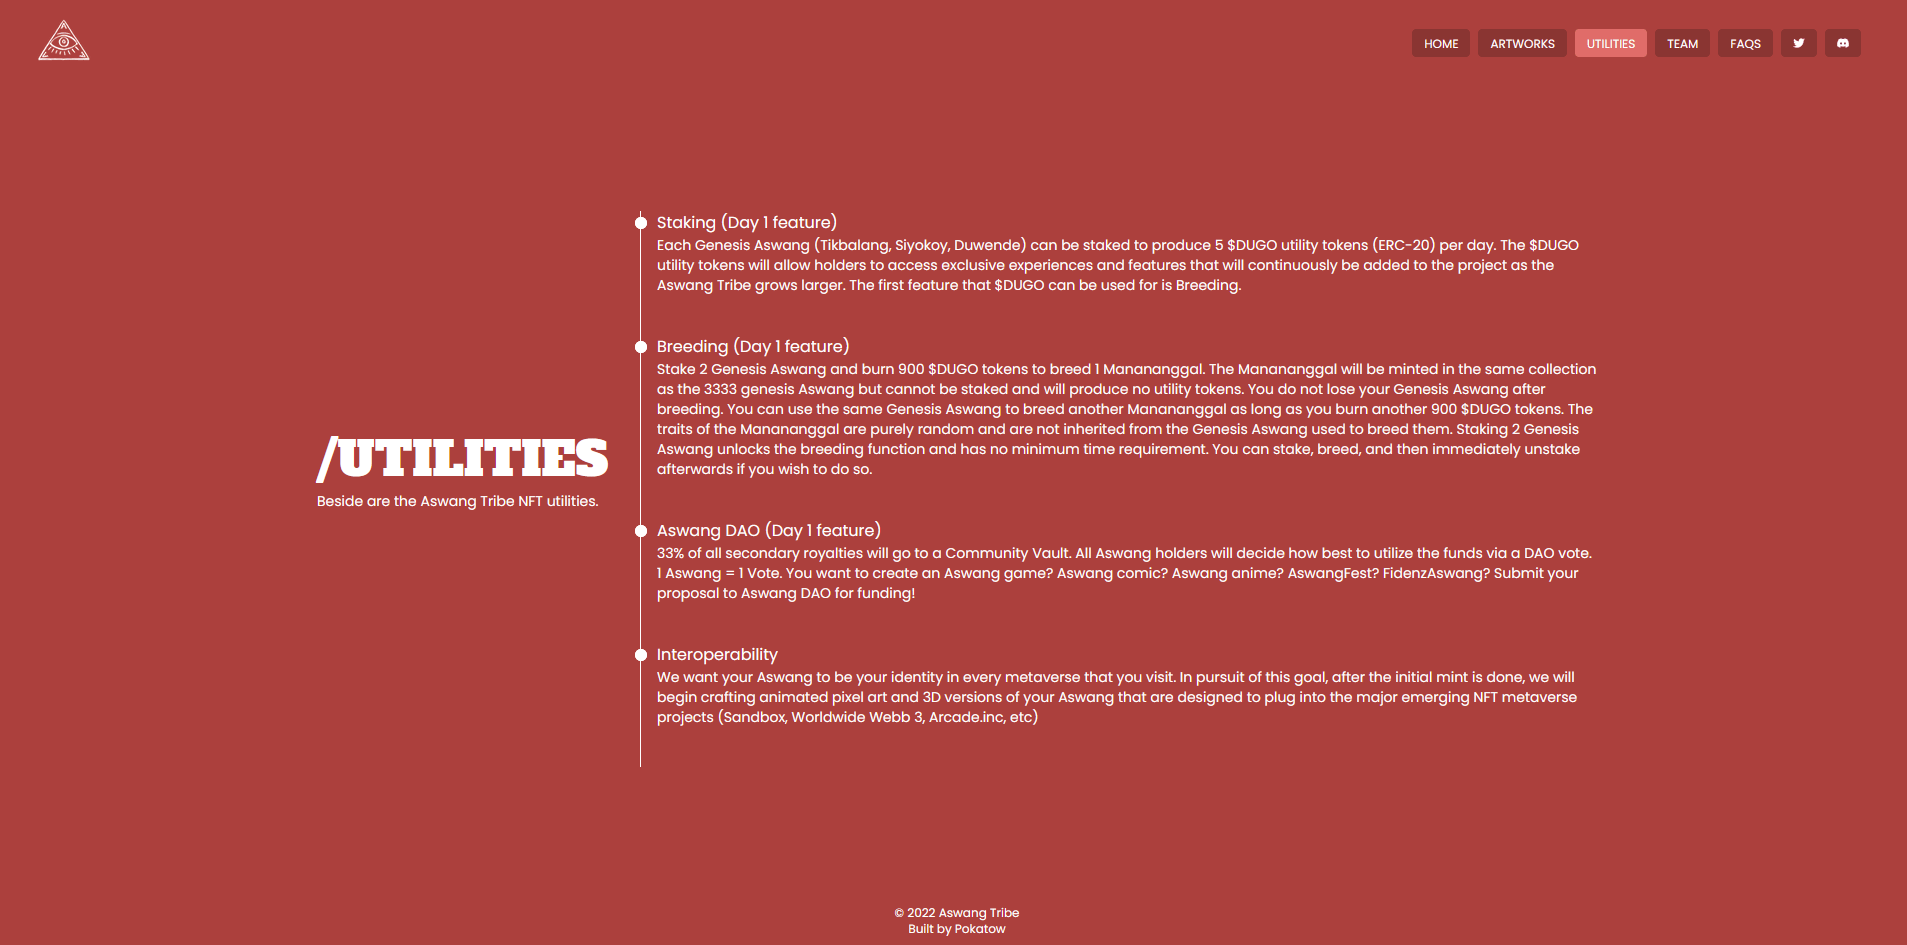 HOME
ARTWORKS
UTILITIES
TEAM
FAQS
/UTILITIES
Beside are the Aswang Tribe NFT utilities.
Staking (Day 1 feature)
Each Genesis Aswang (Tikbalang, Siyokoy, Duwende) can be staked to produce 5 $DUGO utility tokens (ERC-20) per day. The $DUGO
utility tokens will allow holders to access exclusive experiences and features that will continuously be added to the project as the
Aswang Tribe grows larger. The first feature that $DUGO can be used for is Breeding.
Breeding (Day 1 feature)
Stake 2 Genesis Aswang and burn 900 $DUGO tokens to breed 1 Manananggal. The Manananggal will be minted in the same collection
as the 3333 genesis Aswang but cannot be staked and will produce no utility tokens. You do not lose your Genesis Aswang after
breeding. You can use the same Genesis Aswang to breed another Manananggal as long as you burn another 900 $DUGO tokens. The
traits of the Manananggal are purely random and are not inherited from the Genesis Aswang used to breed them. Staking 2 Genesis
Aswang unlocks the breeding function and has no minimum time requirement. You can stake, breed, and then immediately unstake
afterwards if you wish to do so.
Aswang DAO (Day 1 feature)
33% of all secondary royalties will go to a Community Vault. All Aswang holders will decide how best to utilize the funds via a DAO vote.
1 Aswang = 1 Vote. You want to create an Aswang game? Aswang comic? Aswang anime? AswangFest? FidenzAswang? Submit your
proposal to Aswang DAO for funding!
Interoperability
We want your Aswang to be your identity in every metaverse that you visit. In pursuit of this goal, after the initial mint is done, we will
begin crafting animated pixel art and 3D versions of your Aswang that are designed to plug into the major emerging NFT metaverse
projects (Sandbox, Worldwide Webb 3, Arcade.inc, etc)
© 2022 Aswang Tribe
Built by Pokatow